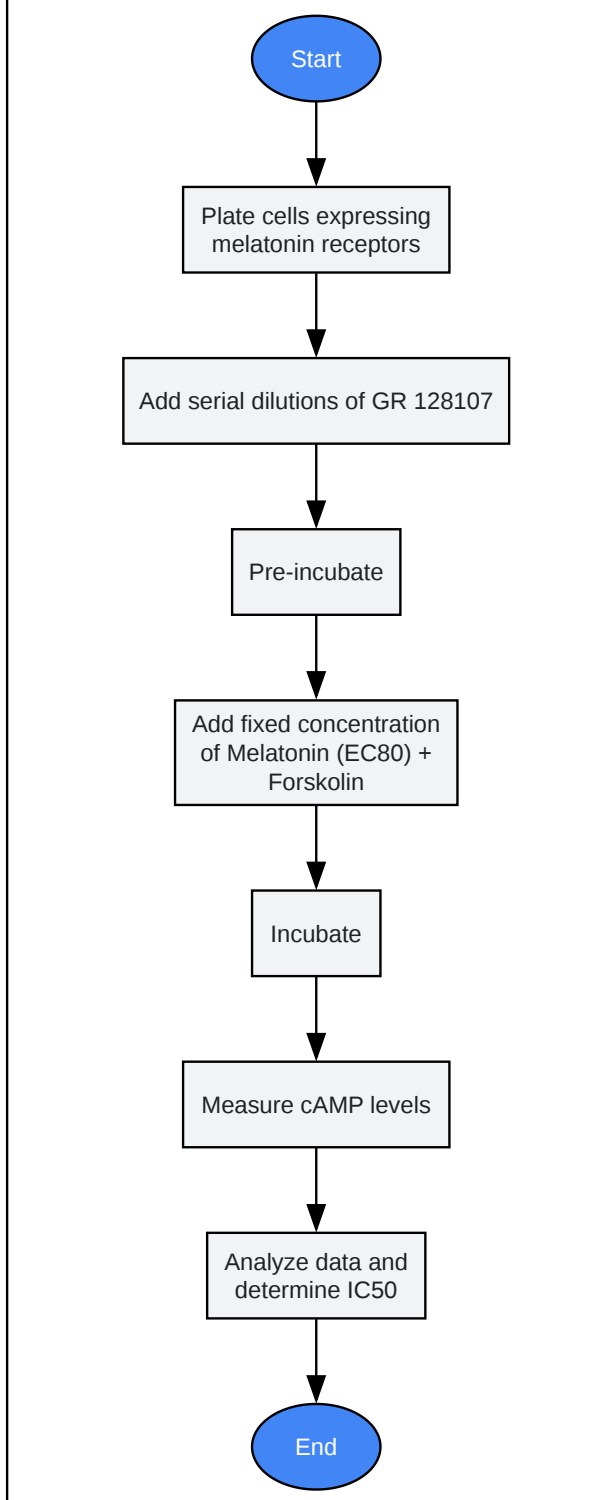 Start
Plate cells expressing
melatonin receptors
Add serial dilutions of GR 128107
Pre-incubate
Add fixed concentration
of Melatonin (EC80) +
Forskolin
Incubate
Measure cAMP levels
Analyze data and
determine IC50
End